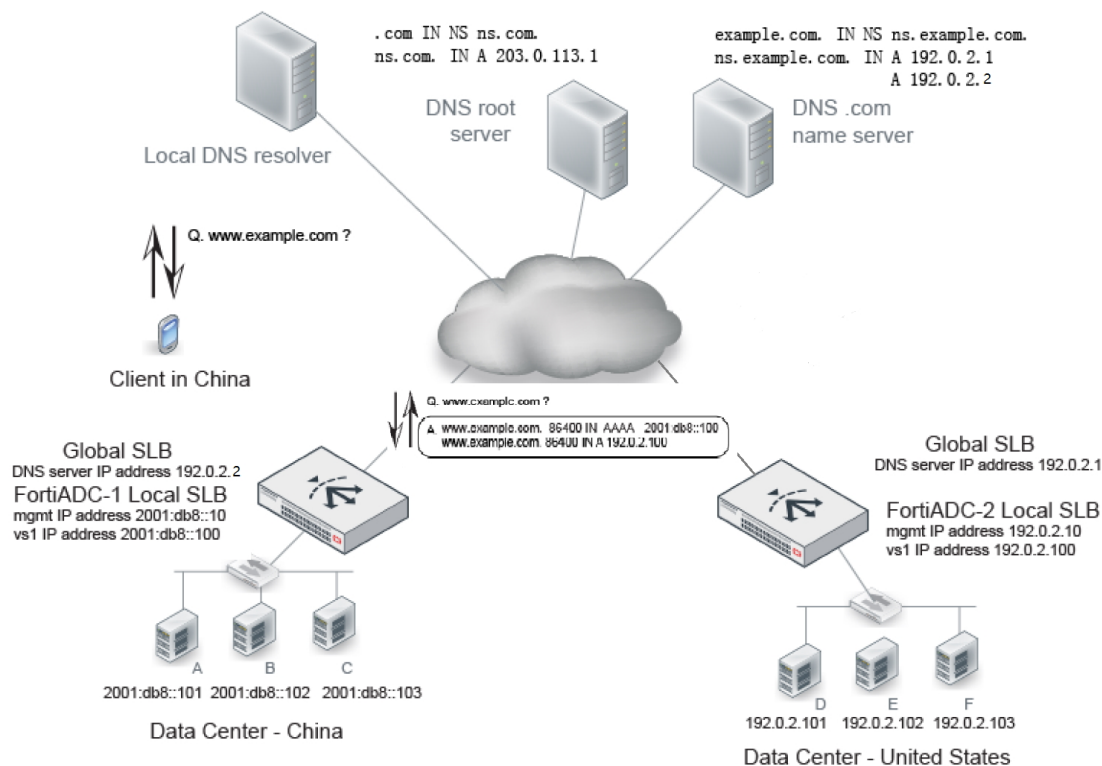 .com IN NS ns.com.
ns.com. IN A 203.0.113.1
example.com. IN NS ns.example.com.
ns.example.com. IN A 192.0.2.1
A 192.0.2.2
DNS root
server
DNS .com
name server
Local DNS resolver
Q. www.example.com ?
Client in China
Q. www.example.com ?
A. www.example.com. 86400 IN AAAA 2001:db8::100
www.example.com. 86400 IN A 192.0.2.100
Global SLB
DNS server IP address 192.0.2.2
FortiADC-1 Local SLB
mgmt IP address 2001:db8::10
vs1 IP address 2001:db8::100
Global SLB
DNS server IP address 192.0.2.1
FortiADC-2 Local SLB
mgmt IP address 192.0.2.10
vs1 IP address 192.0.2.100
A B C
2001:db8::101 2001:db8::102 2001:db8::103
Data Center - China
D E F
192.0.2.101 192.0.2.102 192.0.2.103
Data Center - United States